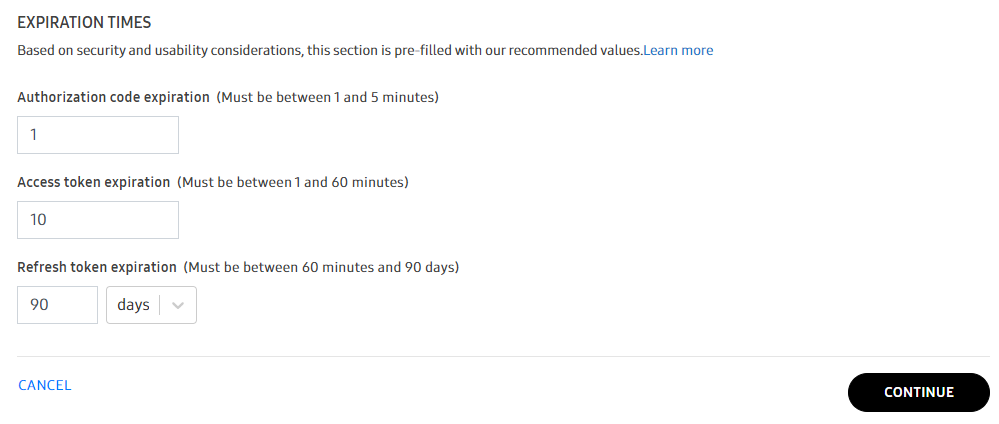 EXPIRATION TIMES
Based on security and usability considerations, this section is pre-filled with our recommended values.Learn more
Authorization code expiration (Must be between 1 and 5 minutes)
1
Access token expiration (Must be between 1 and 60 minutes)
10
Refresh token expiration (Must be between 60 minutes and 90 days)
90 days
CANCEL CONTINUE